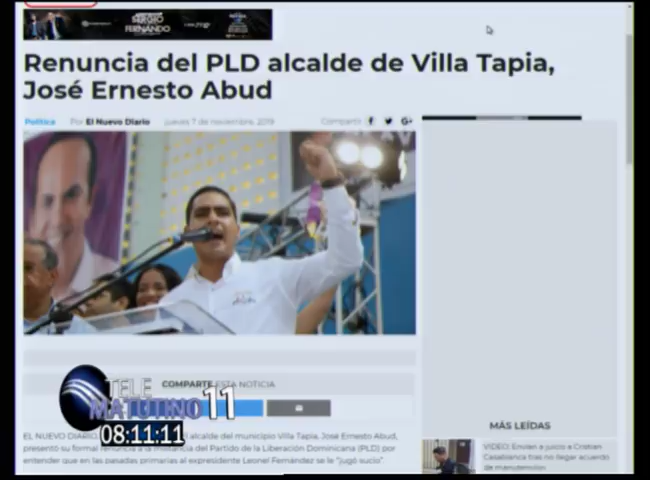 SERGIO
FERNANDO
Renuncia del PLD alcalde de Villa Tapia,
José Ernesto Abud
Política Por El Nuevo Diario jueves 7 de noviembre, 2019 Compartir f G+
COMPARTE ESTA NOTICIA
TELE
MATUTINO 11
08:11:11
EL NUEVO DIARIO, alcalde del municipio Villa Tapia, José Ernesto Abud,
presentó su formal renuncia a la militancia del Partido de la Liberación Dominicana (PLD) por
entender que en las pasadas primarias al expresidente Leonel Fernández se le "jugó sucio".
MÁS LEÍDAS
VIDEO: Envían a juicio a Cristian
Casablanca tras no llegar acuerdo
de manutención